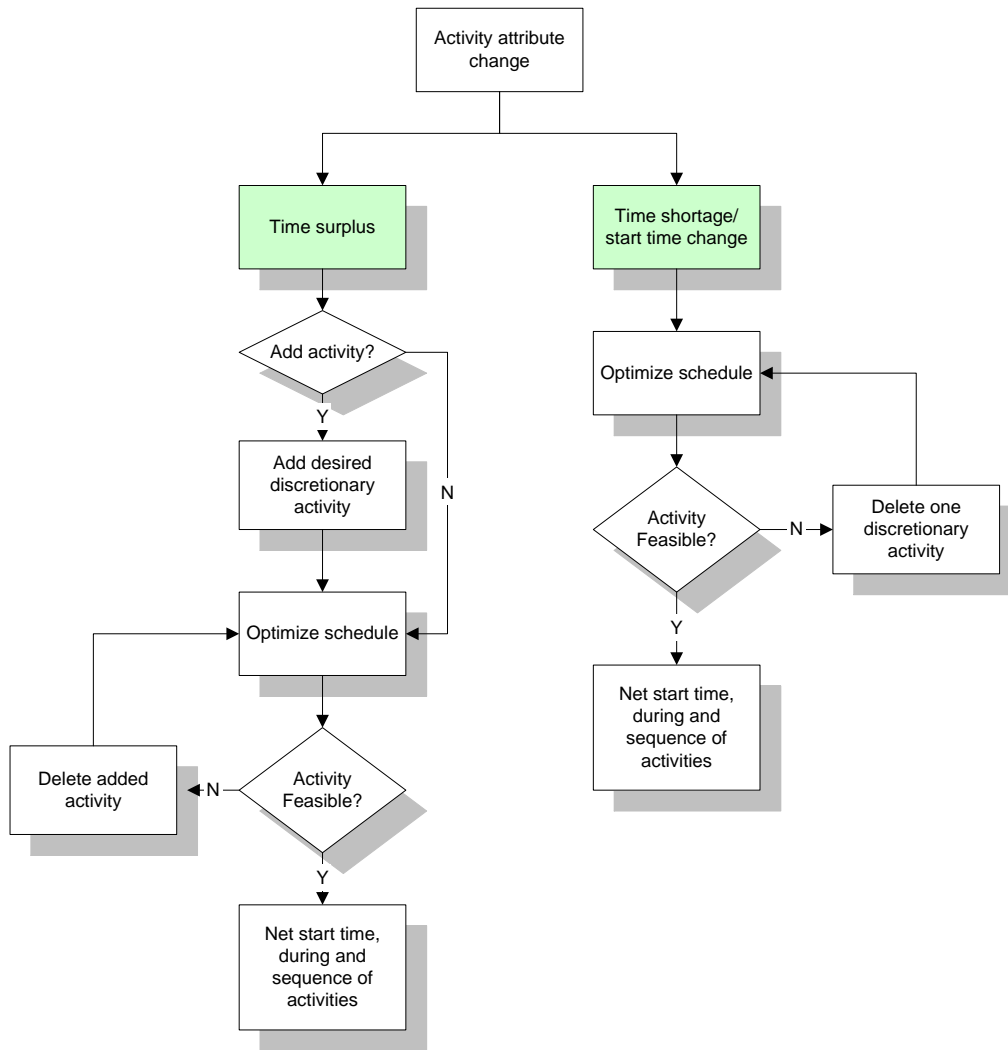 Activity attribute
change
Time surplus
Time shortage/
start time change
Add activity?
Y
N
Add desired
discretionary
activity
Optimize schedule
Activity
Feasible?
N
Delete added
activity
Y
Net start time,
during and
sequence of
activities
Optimize schedule
Activity
Feasible?
N
Delete one
discretionary
activity
Y
Net start time,
during and
sequence of
activities